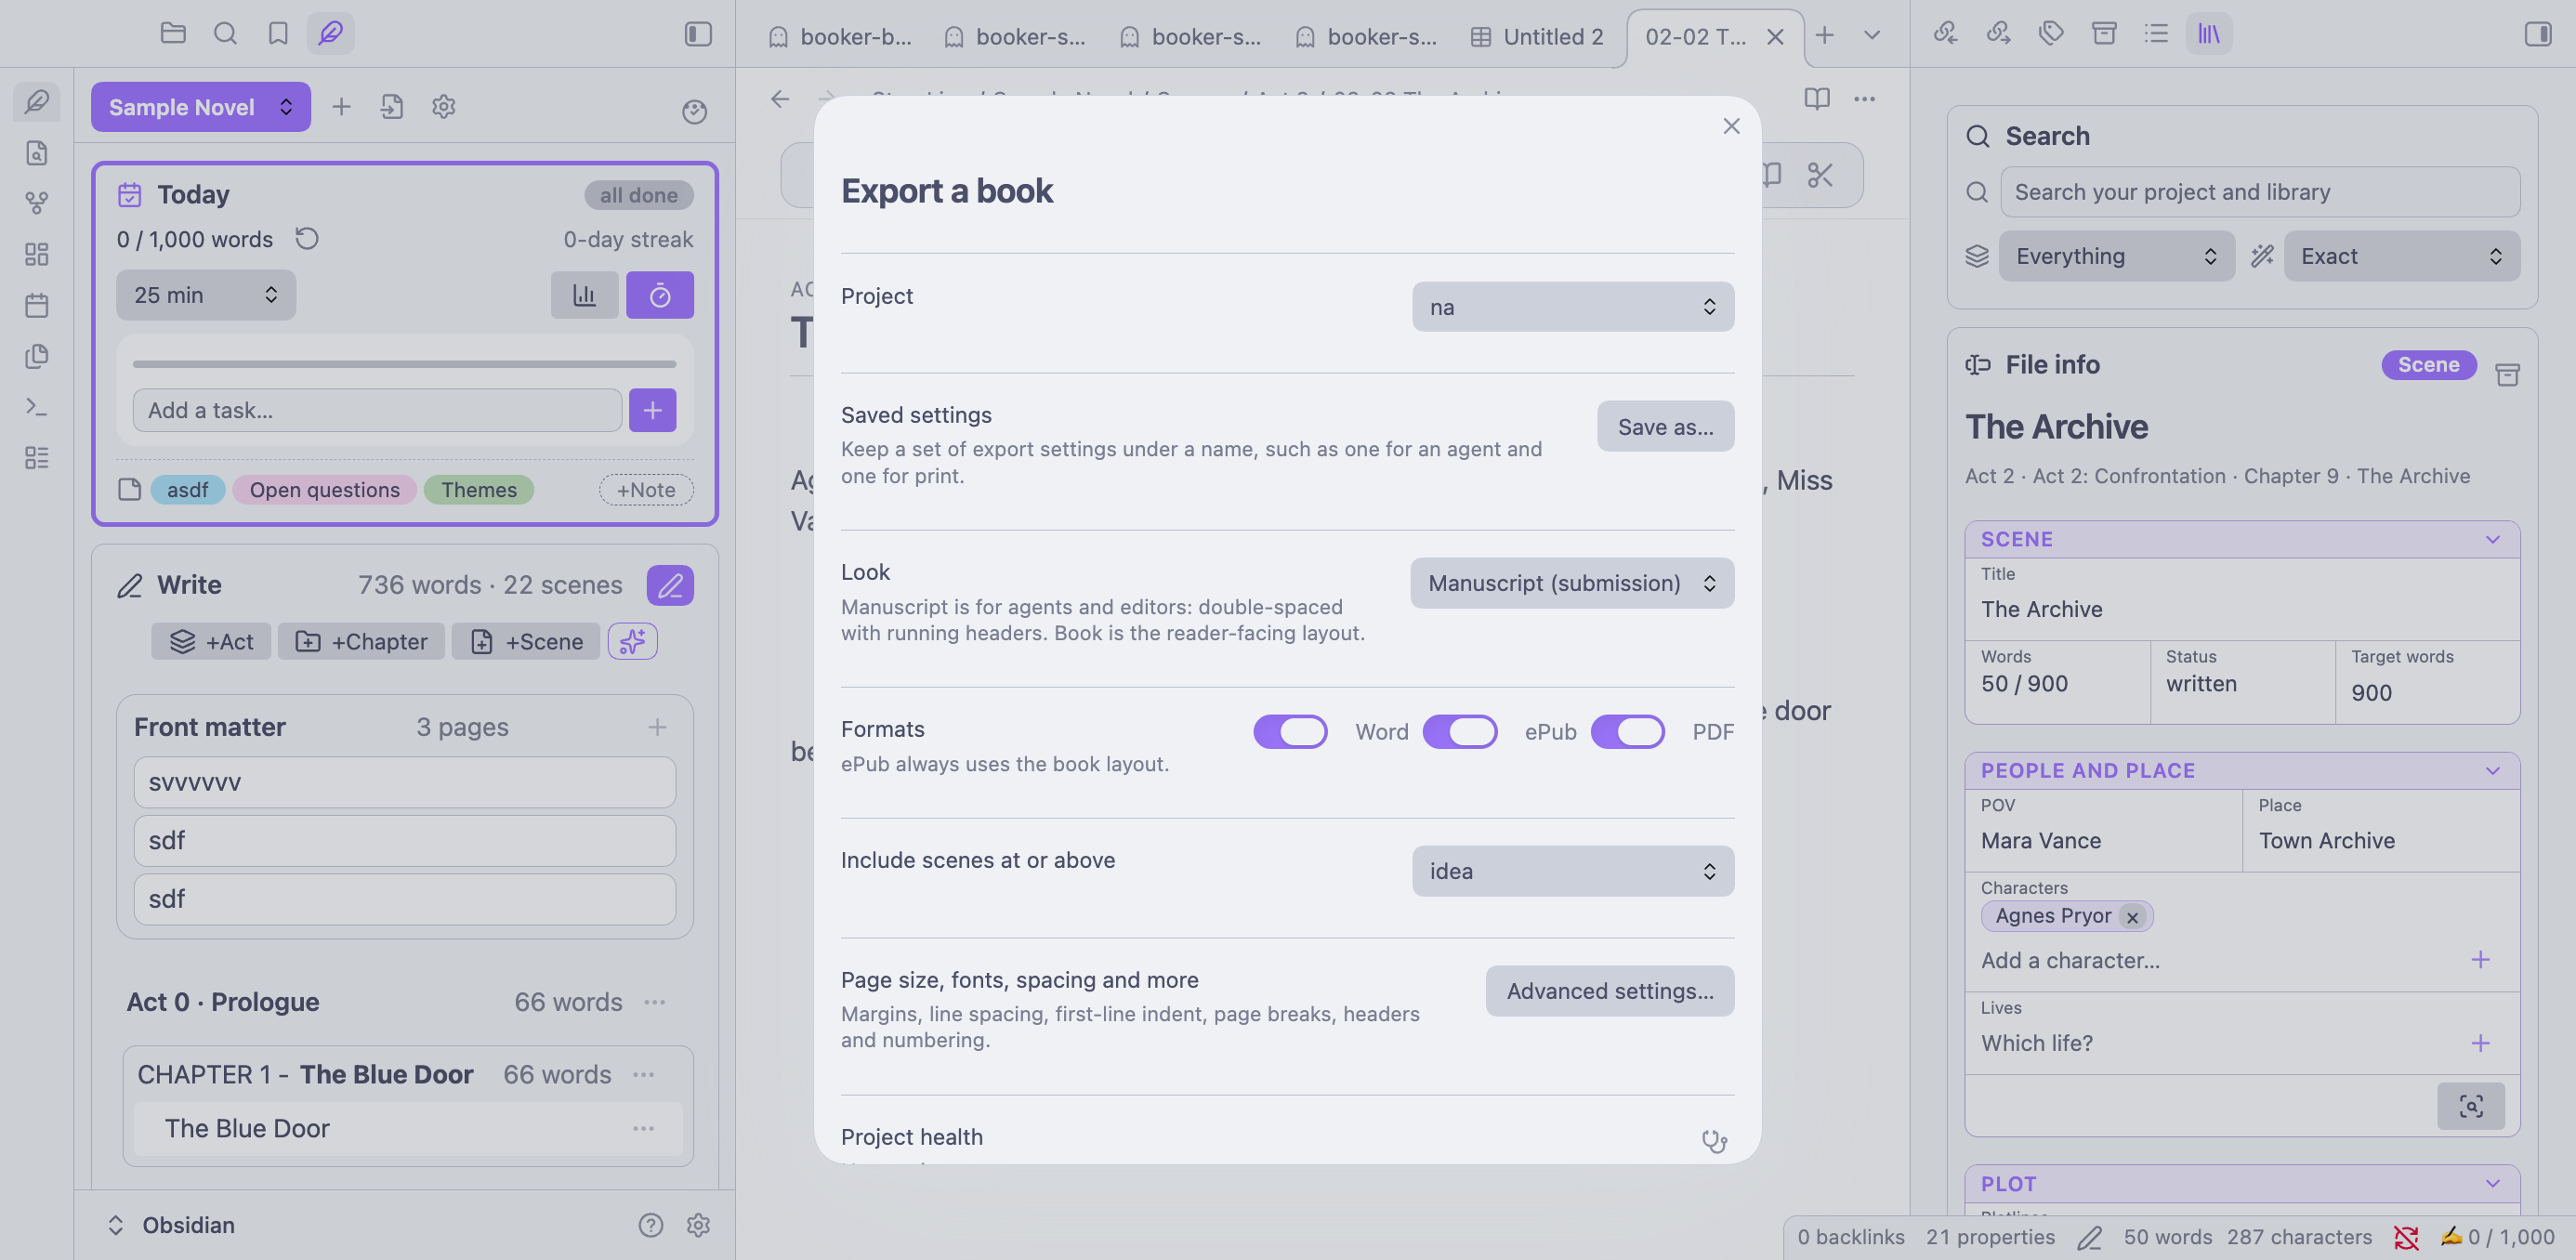 booker-b...
booker-s...
booker-s...
booker-s...
Untitled 2
02-02 T...
Sample Novel
Today
all done
0 / 1,000 words
0-day streak
25 min
Add a task...
asdf
Open questions
Themes
+Note
Write
736 words · 22 scenes
+Act
+Chapter
+Scene
Front matter
3 pages
svvvvvv
sdf
sdf
Act 0 · Prologue
66 words
CHAPTER 1 - The Blue Door
66 words
The Blue Door
Obsidian
, Miss
door
Export a book
Project
na
Saved settings
Save as...
Keep a set of export settings under a name, such as one for an agent and
one for print.
Look
Manuscript (submission)
Manuscript is for agents and editors: double-spaced
with running headers. Book is the reader-facing layout.
Formats
Word
ePub
PDF
ePub always uses the book layout.
Include scenes at or above
idea
Page size, fonts, spacing and more
Advanced settings...
Margins, line spacing, first-line indent, page breaks, headers
and numbering.
Project health
Search
Search your project and library
Everything
Exact
File info
Scene
The Archive
Act 2 · Act 2: Confrontation · Chapter 9 · The Archive
SCENE
Title
The Archive
Words
Status
Target words
50 / 900
written
900
PEOPLE AND PLACE
POV
Place
Mara Vance
Town Archive
Characters
Agnes Pryor
Add a character...
Lives
Which life?
PLOT
0 backlinks
21 properties
50 words
287 characters
0 / 1,000